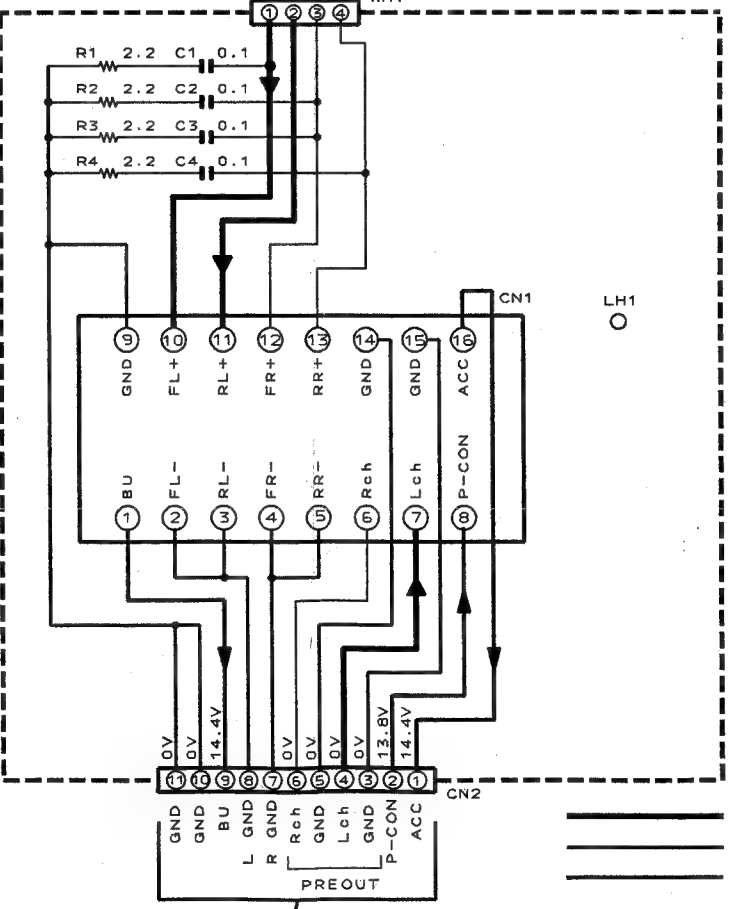 1 2 3 4
R1 2.2 C1 0.1
R2 2.2 C2 0.1
R3 2.2 C3 0.1
R4 2.2 C4 0.1
CN1
LH1
9 10 11 12 13 14 15 16
GND FL+ RL+ FR+ RR+ GND GND ACC
BU FL- RL- FR- RR- Rch Lch P-CON
1 2 3 4 5 6 7 8
0V 0V 14.4V 0V 0V 0V 13.8V 14.4V
11 10 9 8 7 6 5 4 3 2 1
CN2
GND GND BU L GND R GND Rch GND Lch GND P-CON ACC
PREOUT